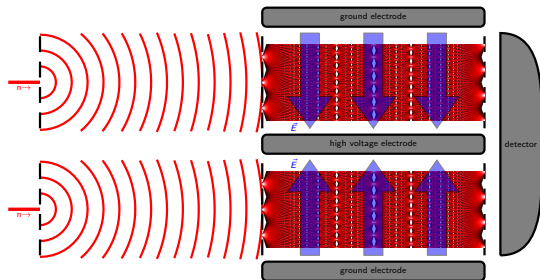 ground electrode
n→
E⃗
high voltage electrode
detector
E⃗
n→
ground electrode